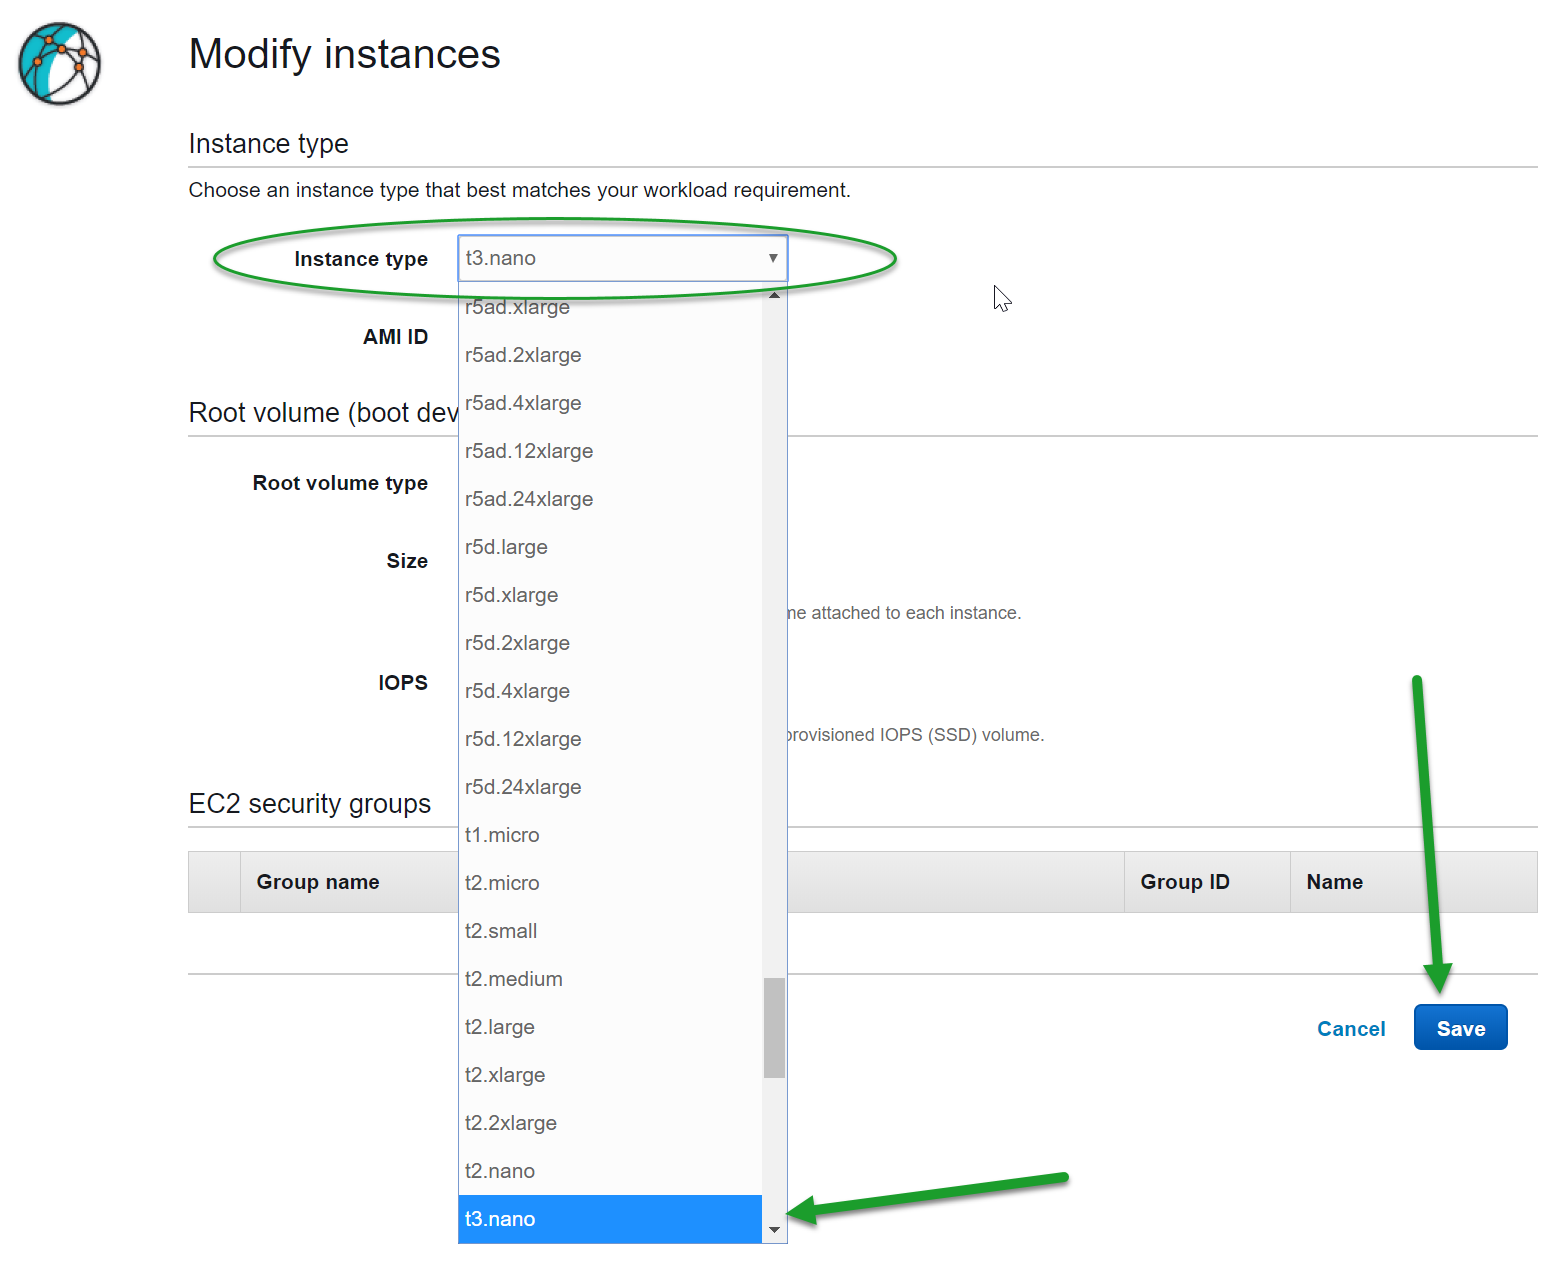 Modify instances
Instance type
Choose an instance type that best matches your workload requirement.
Instance type
t3.nano
r5ad.xlarge
AMI ID
r5ad.2xlarge
r5ad.4xlarge
Root volume (boot dev
r5ad.12xlarge
Root volume type
r5ad.24xlarge
r5d.large
Size
r5d.xlarge
me attached to each instance.
r5d.2xlarge
IOPS
r5d.4xlarge
r5d.12xlarge
provisioned IOPS (SSD) volume.
r5d.24xlarge
EC2 security groups
t1.micro
Group name
t2.micro
Group ID
Name
t2.small
t2.medium
t2.large
Cancel
Save
t2.xlarge
t2.2xlarge
t2.nano
t3.nano